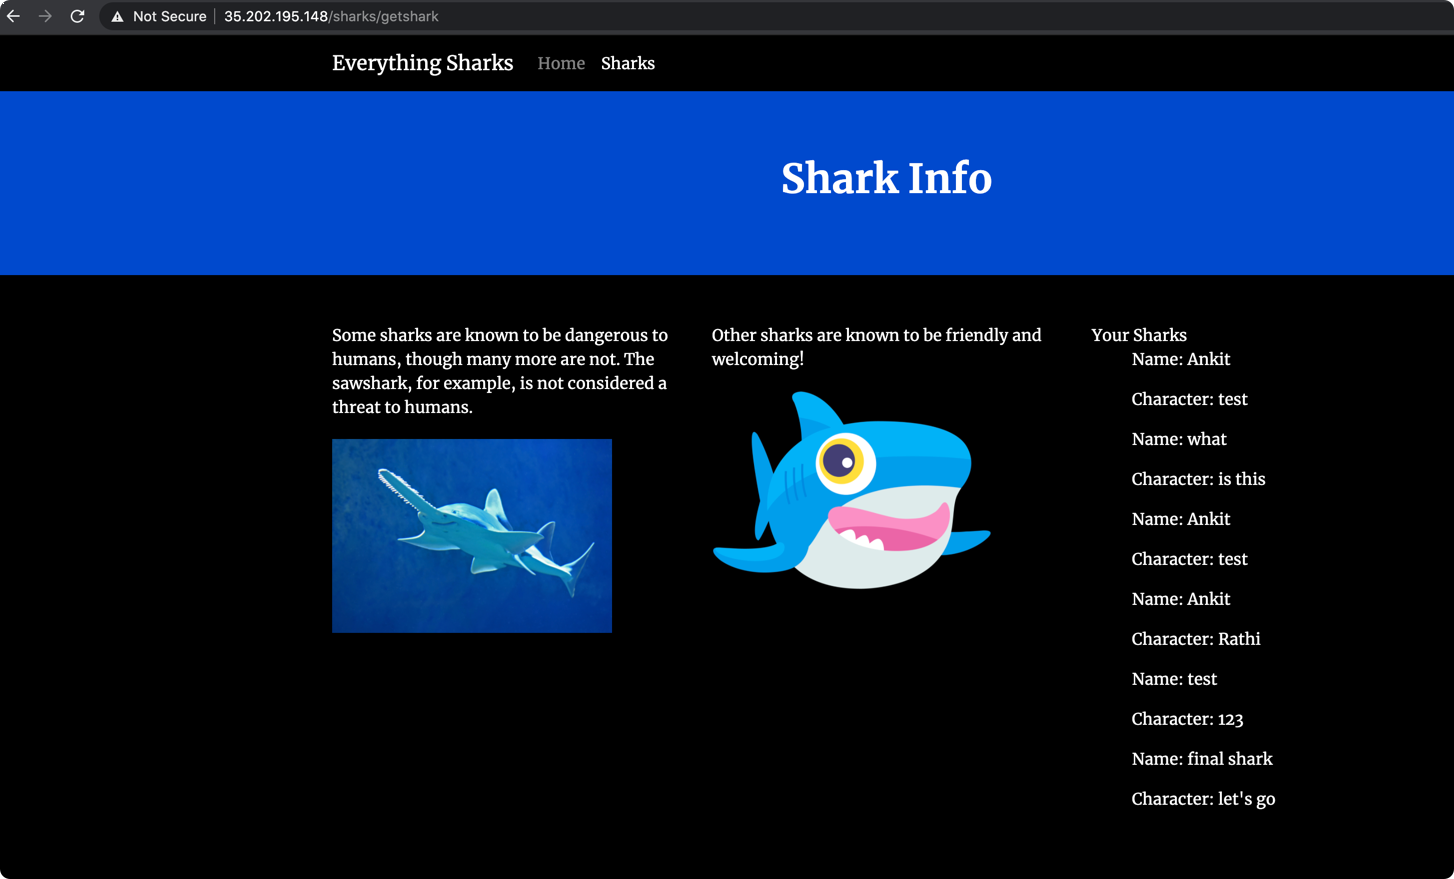 Not Secure | 35.202.195.148/sharks/getshark
Everything Sharks Home Sharks
Shark Info
Some sharks are known to be dangerous to
humans, though many more are not. The
sawshark, for example, is not considered a
threat to humans.
Other sharks are known to be friendly and
welcoming!
Your Sharks
Name: Ankit
Character: test
Name: what
Character: is this
Name: Ankit
Character: test
Name: Ankit
Character: Rathi
Name: test
Character: 123
Name: final shark
Character: let's go